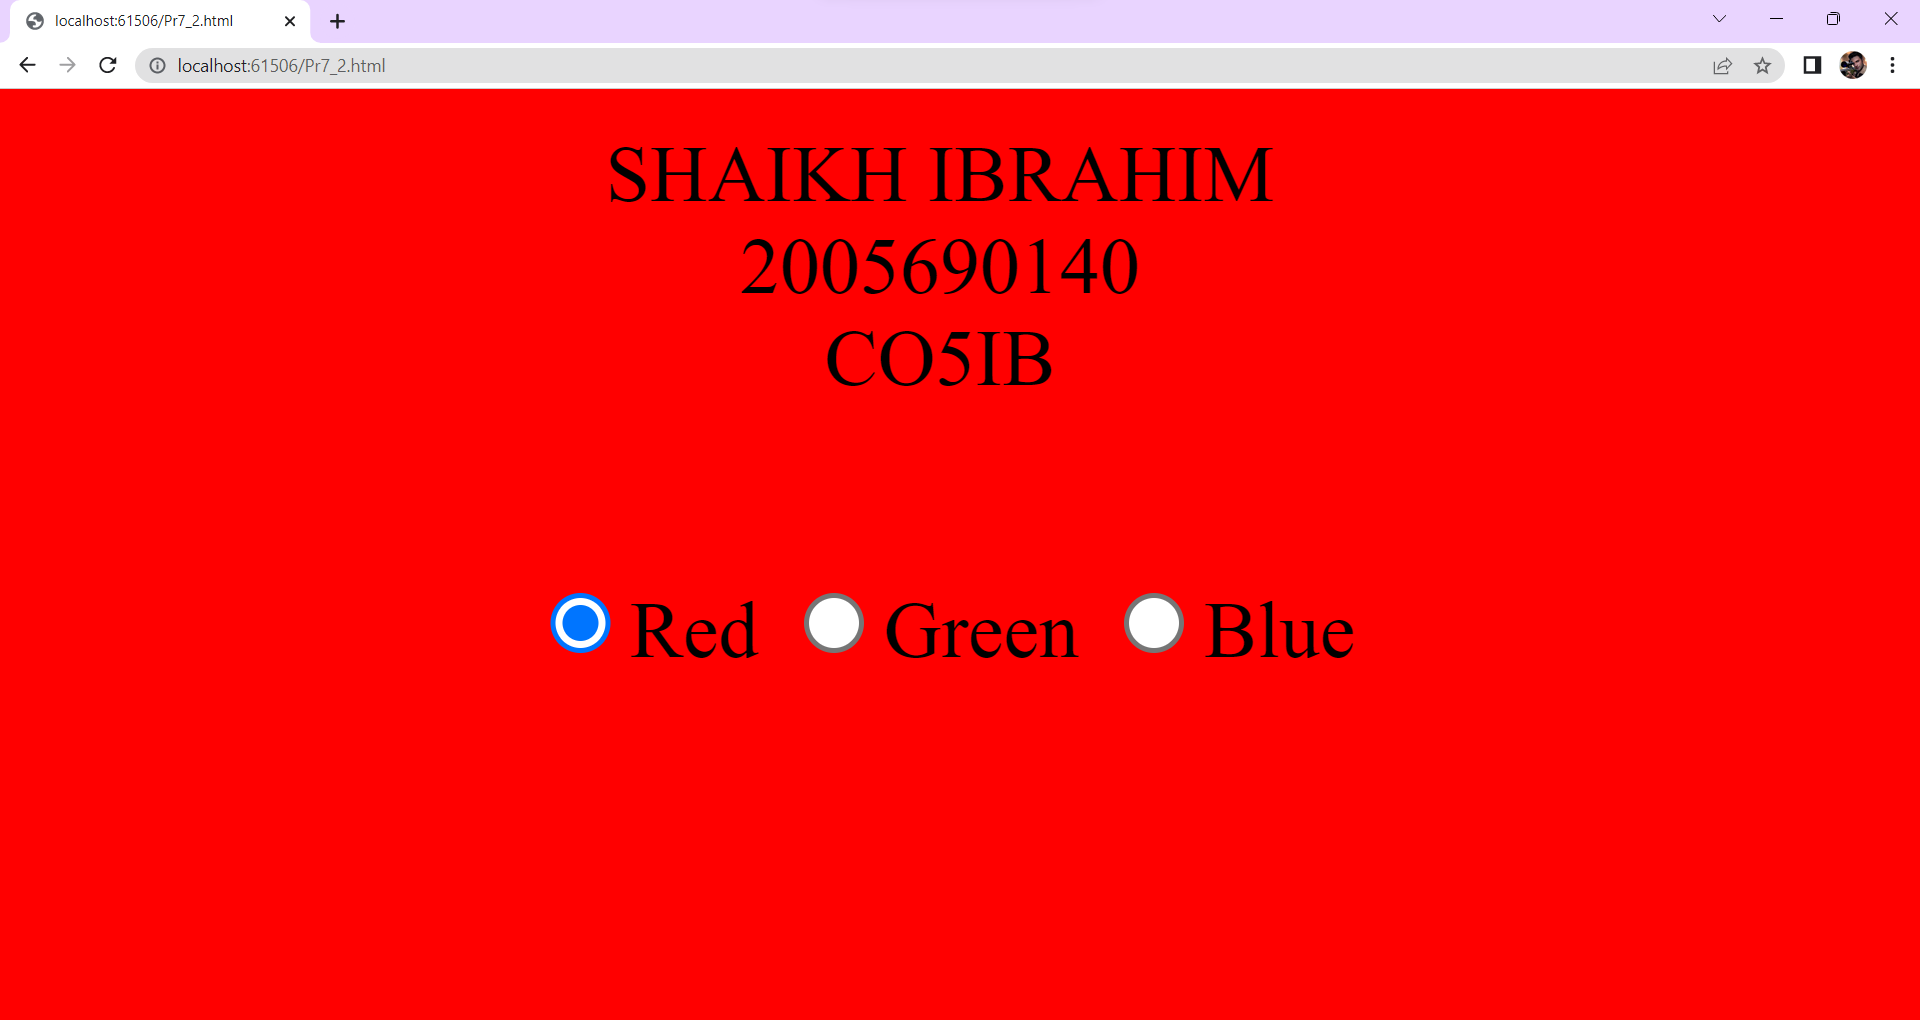 localhost:61506/Pr7_2.html
localhost:61506/Pr7_2.html
SHAIKH IBRAHIM
2005690140
CO5IB
Red Green Blue